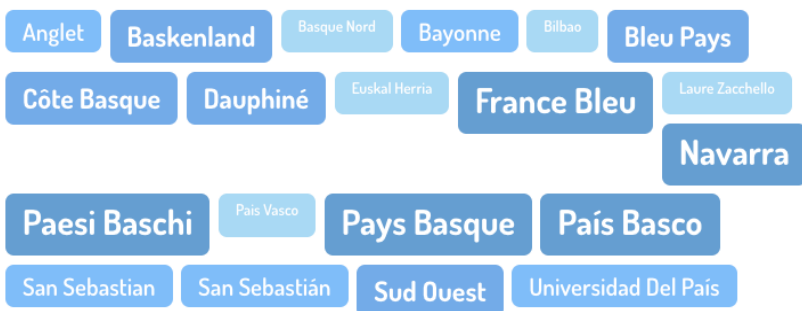 Anglet Baskenland Basque Nord Bayonne Bilbao Bleu Pays
Côte Basque Dauphiné Euskal Herria France Bleu Laure Zacchello
Navarra
Paesi Baschi Pais Vasco Pays Basque País Basco
San Sebastian San Sebastián Sud Ouest Universidad Del País